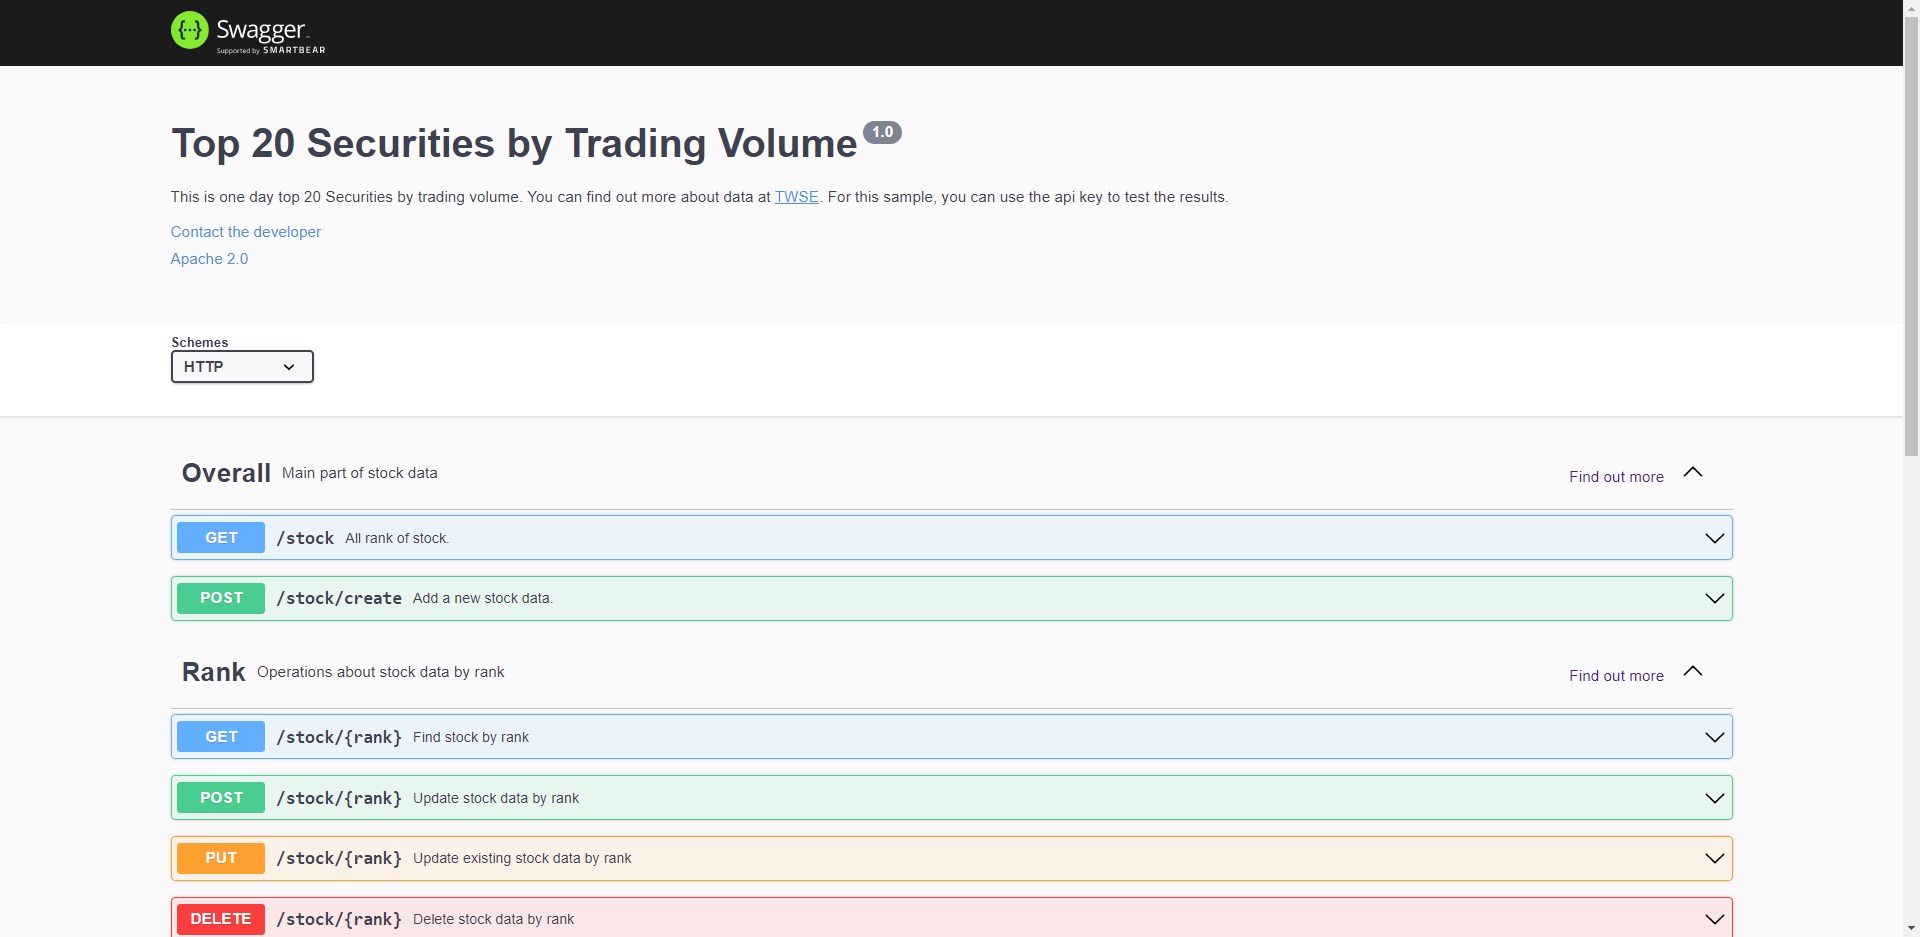 Swagger
Supported by SMARTBEAR
Top 20 Securities by Trading Volume 1.0
This is one day top 20 Securities by trading volume. You can find out more about data at TWSE. For this sample, you can use the api key to test the results.
Contact the developer
Apache 2.0
Schemes
HTTP
Overall Main part of stock data Find out more
GET /stock All rank of stock.
POST /stock/create Add a new stock data.
Rank Operations about stock data by rank Find out more
GET /stock/{rank} Find stock by rank
POST /stock/{rank} Update stock data by rank
PUT /stock/{rank} Update existing stock data by rank
DELETE /stock/{rank} Delete stock data by rank